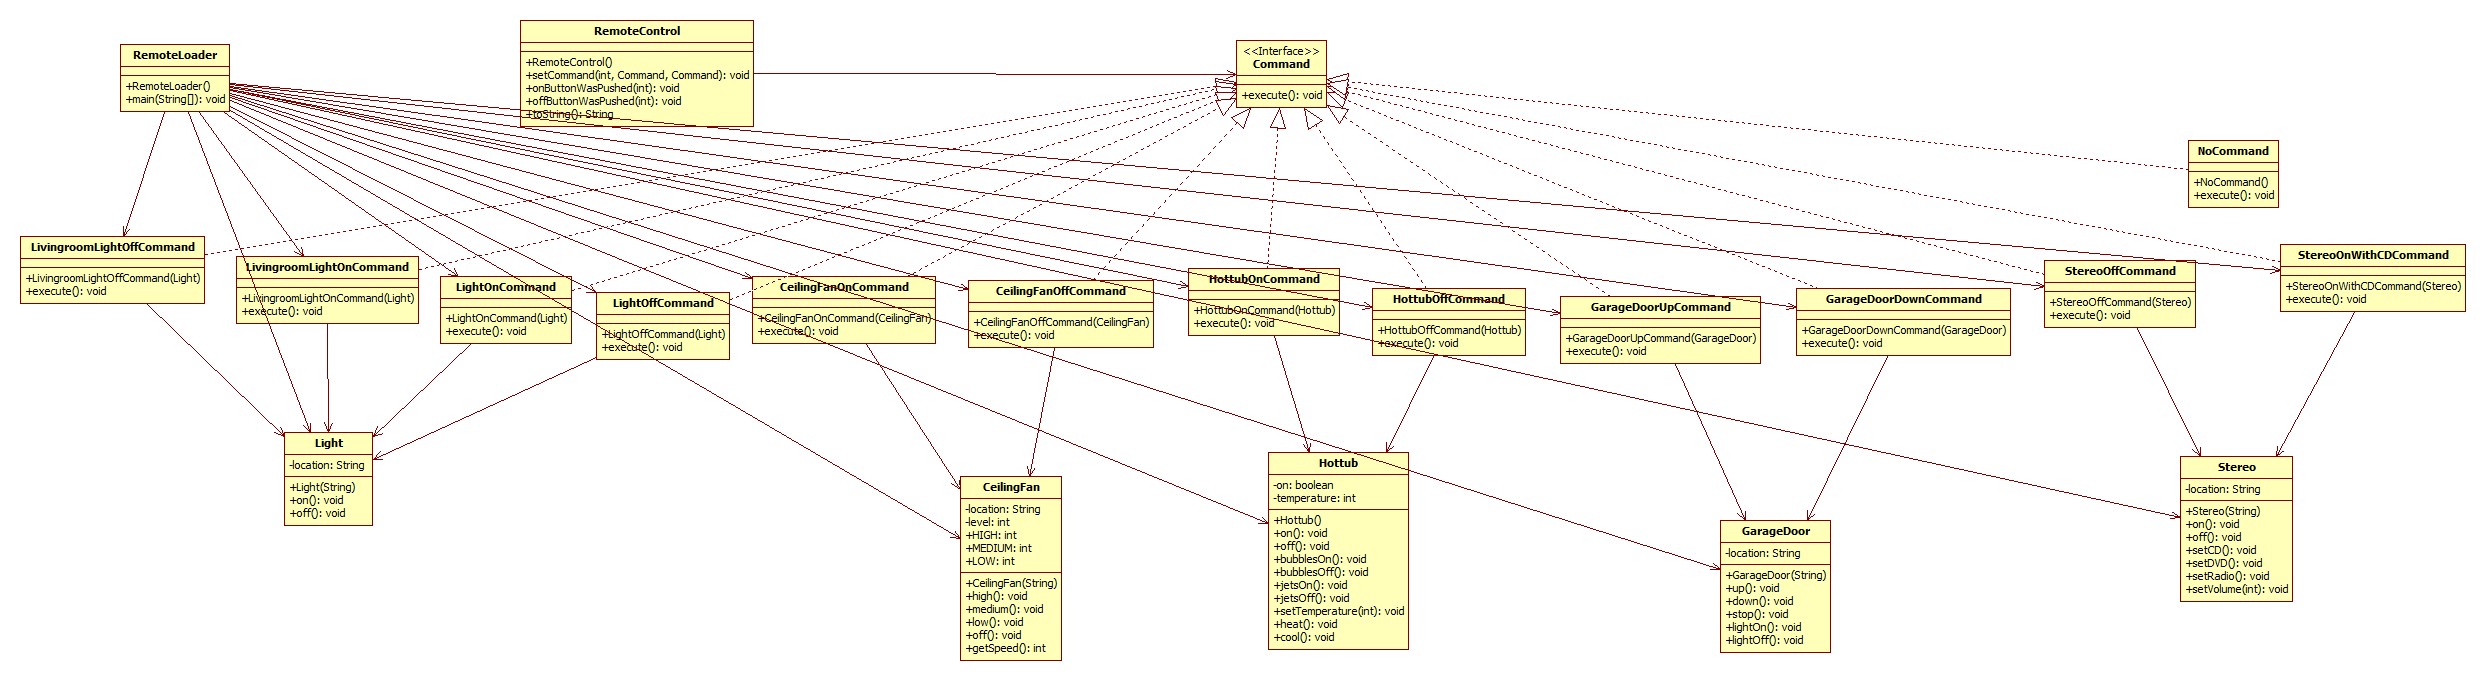 RemoteLoader
+RemoteLoader()
+main(String[]): void
RemoteControl
+RemoteControl()
+setCommand(int, Command, Command): void
+onButtonWasPushed(int): void
+offButtonWasPushed(int): void
+toString(): String
<<Interface>>
Command
+execute(): void
NoCommand
+NoCommand()
+execute(): void
LivingroomLightOffCommand
+LivingroomLightOffCommand(Light)
+execute(): void
LivingroomLightOnCommand
+LivingroomLightOnCommand(Light)
+execute(): void
LightOnCommand
+LightOnCommand(Light)
+execute(): void
LightOffCommand
+LightOffCommand(Light)
+execute(): void
CeilingFanOnCommand
+CeilingFanOnCommand(CeilingFan)
+execute(): void
CeilingFanOffCommand
+CeilingFanOffCommand(CeilingFan)
+execute(): void
HottubOnCommand
+HottubOnCommand(Hottub)
+execute(): void
HottubOffCommand
+HottubOffCommand(Hottub)
+execute(): void
GarageDoorUpCommand
+GarageDoorUpCommand(GarageDoor)
+execute(): void
GarageDoorDownCommand
+GarageDoorDownCommand(GarageDoor)
+execute(): void
StereoOffCommand
+StereoOffCommand(Stereo)
+execute(): void
StereoOnWithCDCommand
+StereoOnWithCDCommand(Stereo)
+execute(): void
Light
-location: String
+Light(String)
+on(): void
+off(): void
CeilingFan
-location: String
-level: int
+HIGH: int
+MEDIUM: int
+LOW: int
+CeilingFan(String)
+high(): void
+medium(): void
+low(): void
+off(): void
+getSpeed(): int
Hottub
-on: boolean
-temperature: int
+Hottub()
+on(): void
+off(): void
+bubblesOn(): void
+bubblesOff(): void
+jetsOn(): void
+jetsOff(): void
+setTemperature(int): void
+heat(): void
+cool(): void
GarageDoor
-location: String
+GarageDoor(String)
+up(): void
+down(): void
+stop(): void
+lightOn(): void
+lightOff(): void
Stereo
-location: String
+Stereo(String)
+on(): void
+off(): void
+setCD(): void
+setDVD(): void
+setRadio(): void
+setVolume(int): void